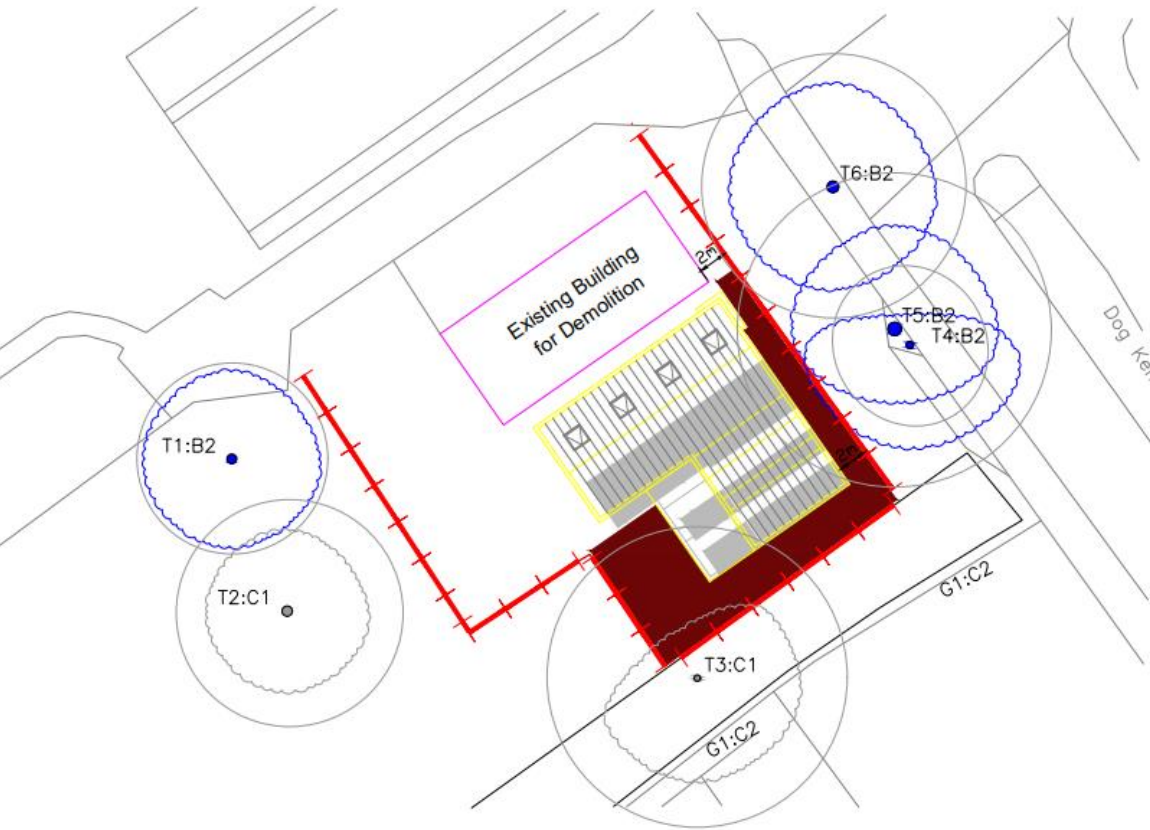 T6:B2
2m
Existing Building
for Demolition
T5:B2
T4:B2
Dog Ken
T1:B2
2m
T2:C1
G1:C2
T3:C1
G1:C2